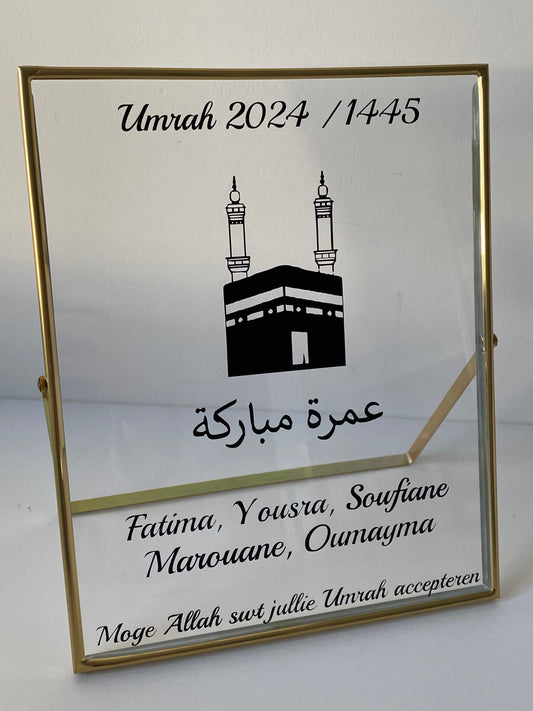 Umrah 2024 /1445
عمرة مباركة
Fatima, Yousra, Soufiane
Marouane, Oumayma
Moge Allah swt jullie Umrah accepteren